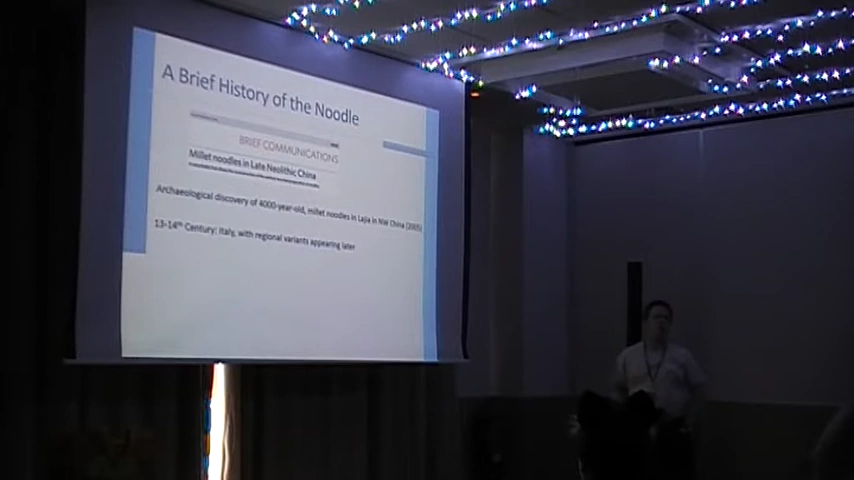 A Brief History of the Noodle
BRIEF COMMUNICATIONS
Millet noodles in Late Neolithic China
Archaeological discovery of 4000-year-old, millet noodles in Lajia in NW China (2005)
13-14th Century: Italy, with regional variants appearing later